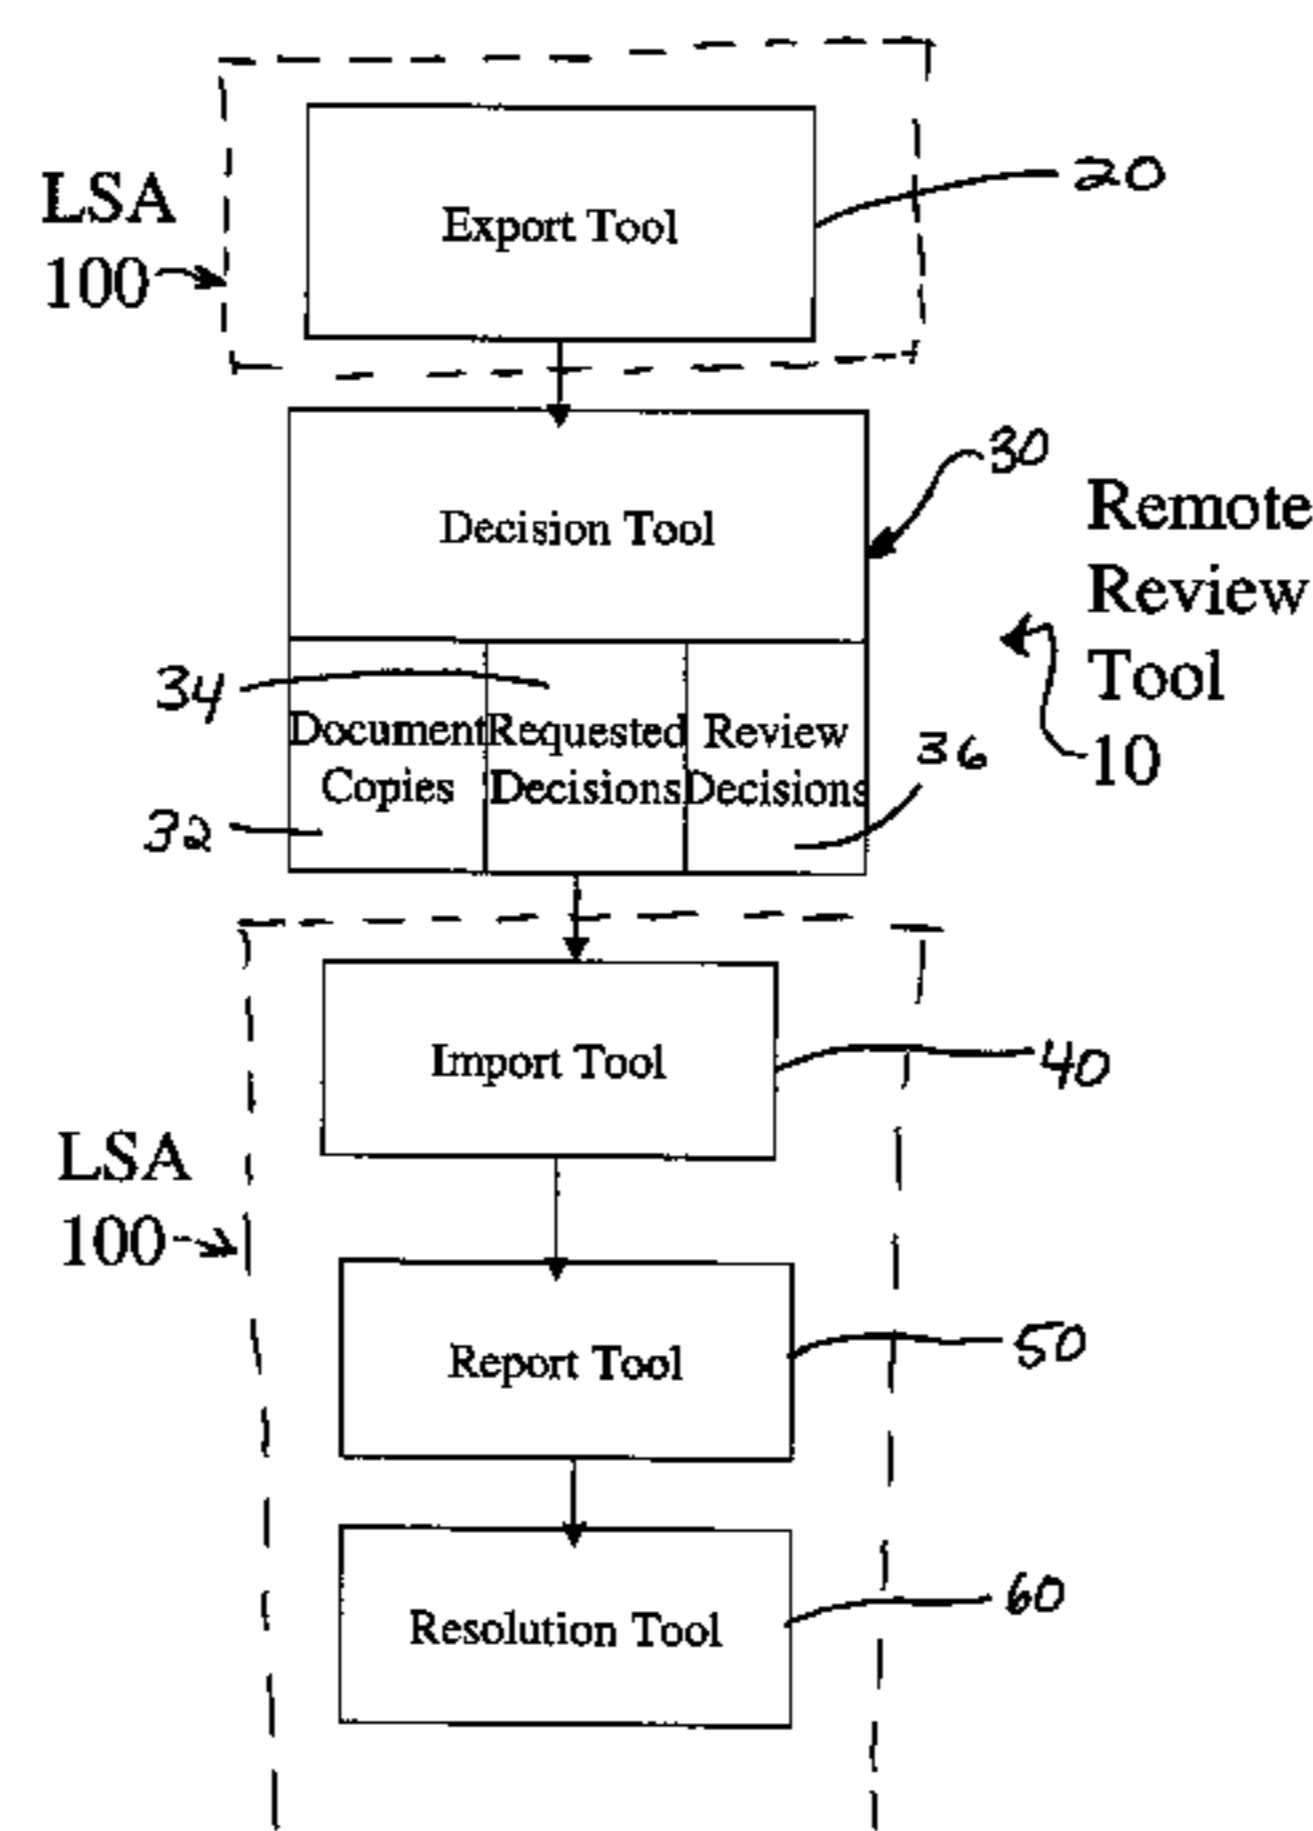 LSA
100
Export Tool
20
Decision Tool
30
Remote
Review
Tool
10
34
Document
Copies
Requested
Decisions
Review
Decisions
36
32
Import Tool
40
LSA
100
Report Tool
50
Resolution Tool
60